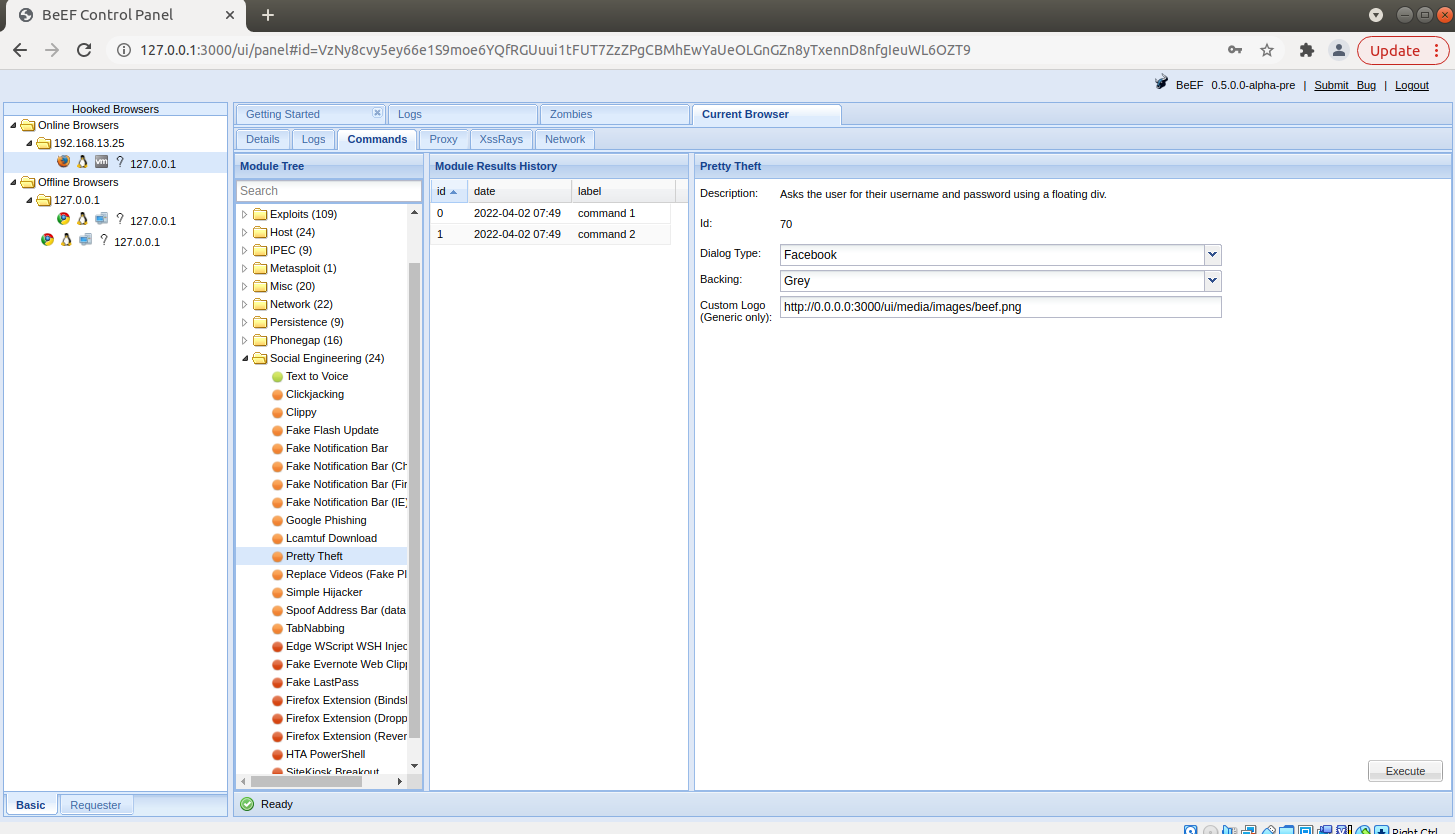 BeEF Control Panel
127.0.0.1:3000/ui/panel#id=VzNy8cvy5ey66e1S9moe6YQfRGUuui1tFUT7ZzZPgCBMhEwYaUeOLGnGZn8yTxennD8nfgIeuWL6OZT9
Update
BeEF 0.5.0.0-alpha-pre | Submit Bug | Logout
Hooked Browsers
Online Browsers
192.168.13.25
? 127.0.0.1
Offline Browsers
127.0.0.1
? 127.0.0.1
? 127.0.0.1
Basic
Requester
Getting Started
Logs
Zombies
Current Browser
Details
Logs
Commands
Proxy
XssRays
Network
Module Tree
Search
Exploits (109)
Host (24)
IPEC (9)
Metasploit (1)
Misc (20)
Network (22)
Persistence (9)
Phonegap (16)
Social Engineering (24)
Text to Voice
Clickjacking
Clippy
Fake Flash Update
Fake Notification Bar
Fake Notification Bar (Ch
Fake Notification Bar (Fir
Fake Notification Bar (IE)
Google Phishing
Lcamtuf Download
Pretty Theft
Replace Videos (Fake Pl
Simple Hijacker
Spoof Address Bar (data
TabNabbing
Edge WScript WSH Injec
Fake Evernote Web Clipp
Fake LastPass
Firefox Extension (Bindsl
Firefox Extension (Dropp
Firefox Extension (Rever
HTA PowerShell
SiteKiosk Breakout
Module Results History
id date label
0 2022-04-02 07:49 command 1
1 2022-04-02 07:49 command 2
Pretty Theft
Description: Asks the user for their username and password using a floating div.
Id: 70
Dialog Type: Facebook
Backing: Grey
Custom Logo
(Generic only):
http://0.0.0.0:3000/ui/media/images/beef.png
Execute
Ready
Right Ctrl